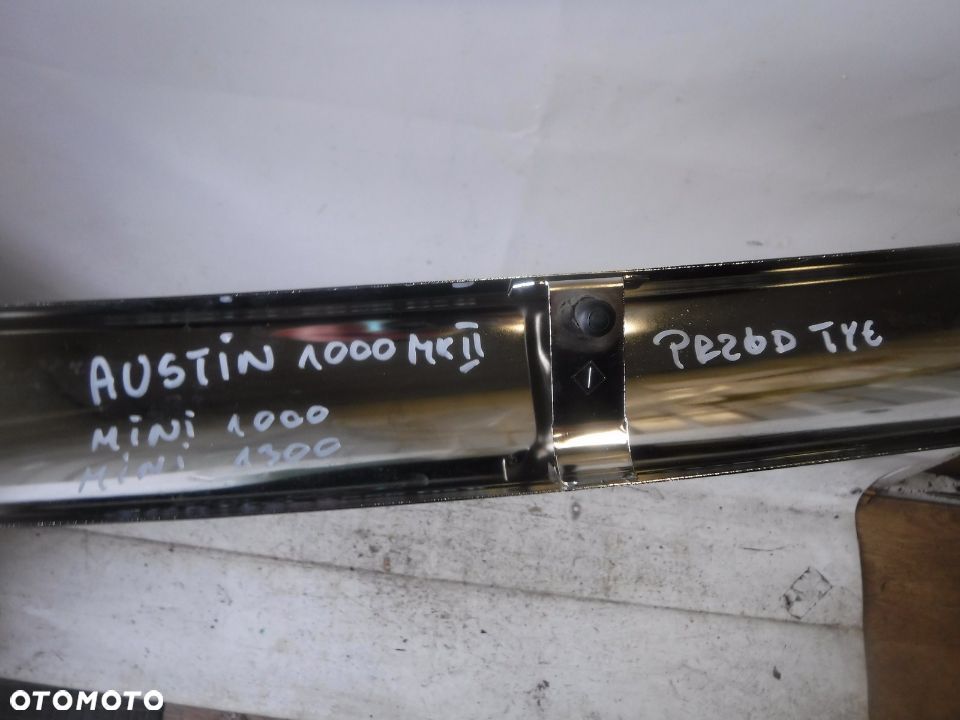 AUSTiN 1000 MKII
MiNi 1000
MiNi 1300
PRZÓD TYŁ
OTOMOTO